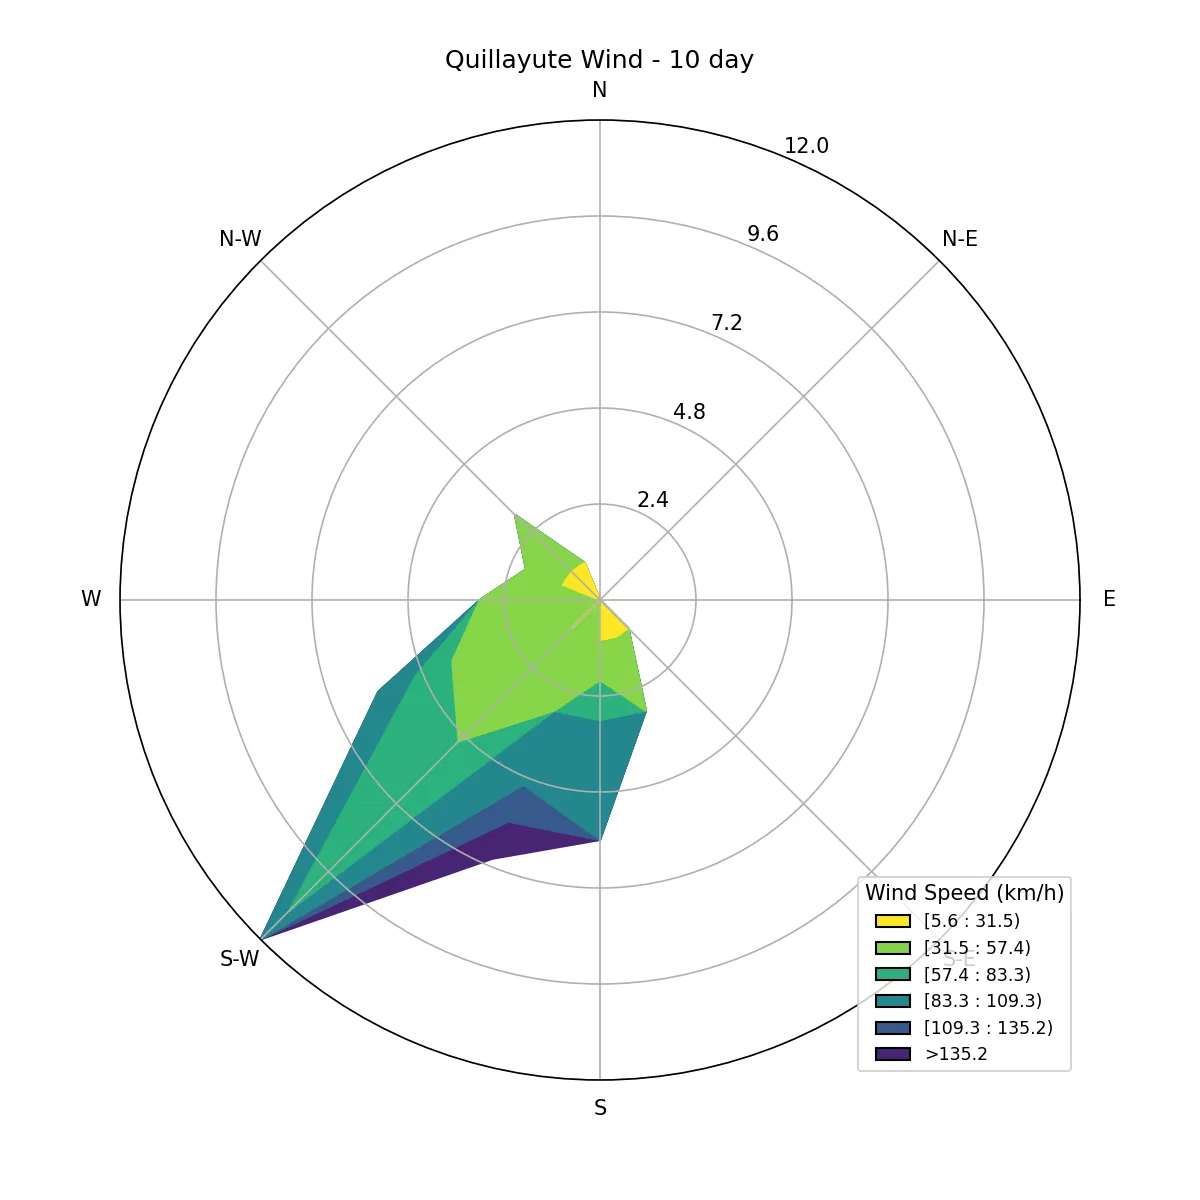 Quillayute Wind - 10 day
N
12.0
N-W
9.6
N-E
7.2
4.8
2.4
W
E
Wind Speed (km/h)
[5.6 : 31.5)
[31.5 : 57.4)
S-W
S-E
[57.4 : 83.3)
[83.3 : 109.3)
[109.3 : 135.2)
>135.2
S